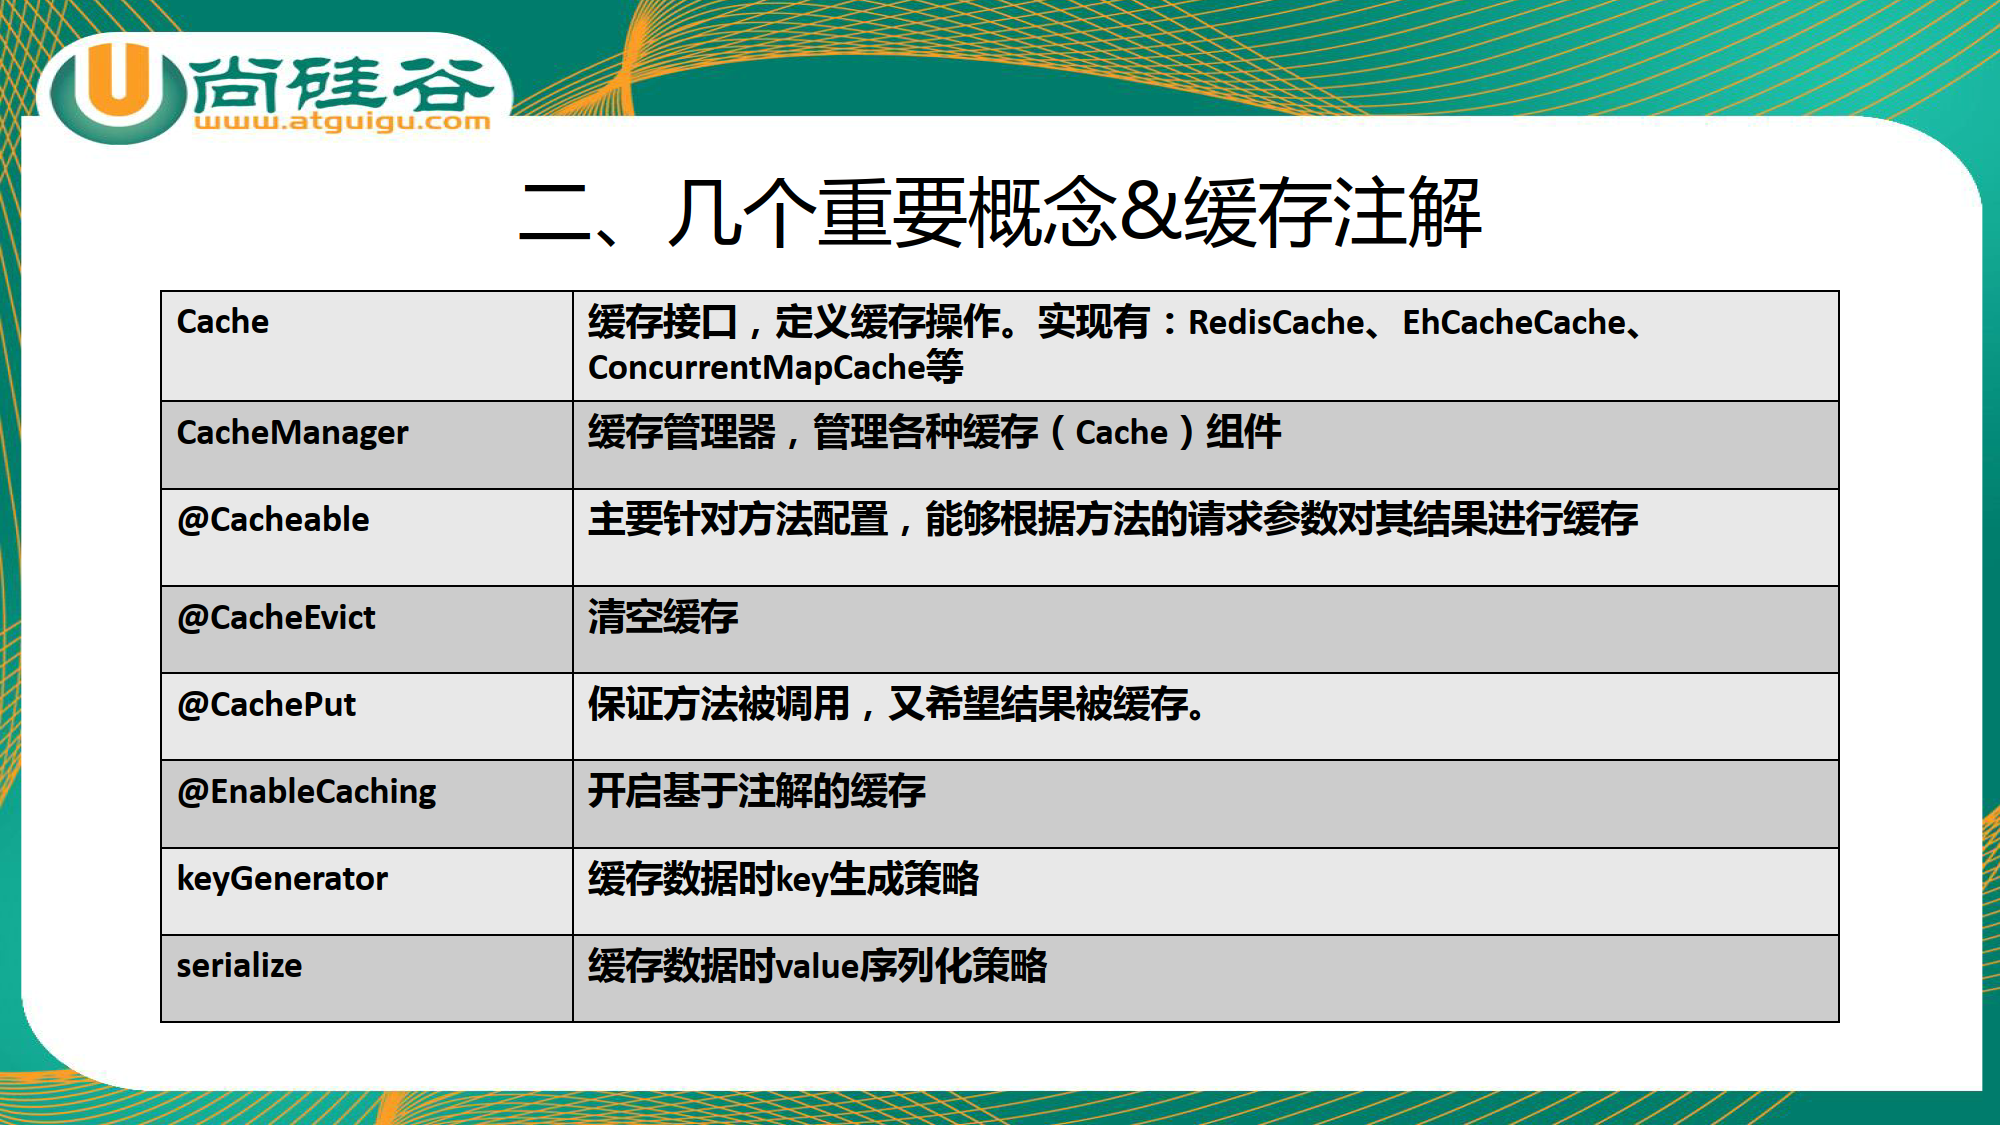 尚硅谷
www.atguigu.com
二、几个重要概念&缓存注解
Cache
缓存接口，定义缓存操作。实现有：RedisCache、EhCacheCache、
ConcurrentMapCache等
CacheManager
缓存管理器，管理各种缓存（Cache）组件
@Cacheable
主要针对方法配置，能够根据方法的请求参数对其结果进行缓存
@CacheEvict
清空缓存
@CachePut
保证方法被调用，又希望结果被缓存。
@EnableCaching
开启基于注解的缓存
keyGenerator
缓存数据时key生成策略
serialize
缓存数据时value序列化策略